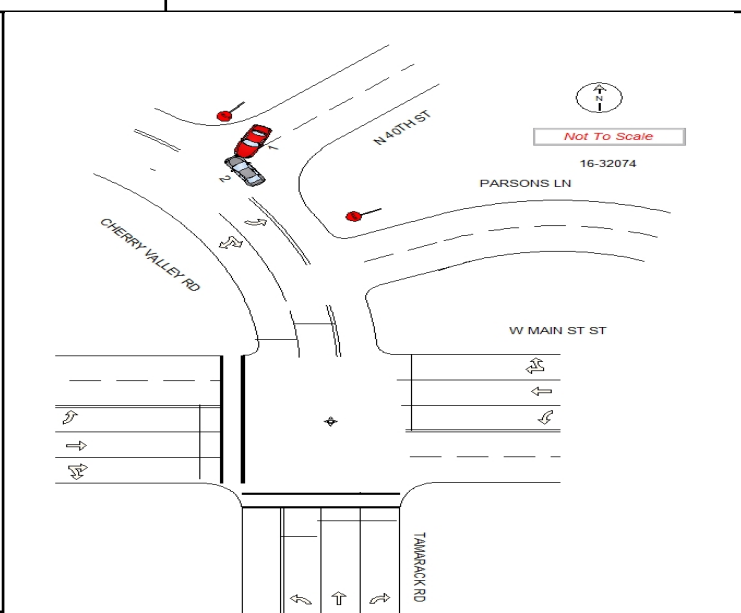 N 40TH ST
N
Not To Scale
16-32074
PARSONS LN
1
2
CHERRY VALLEY RD
W MAIN ST ST
TAMARACK RD